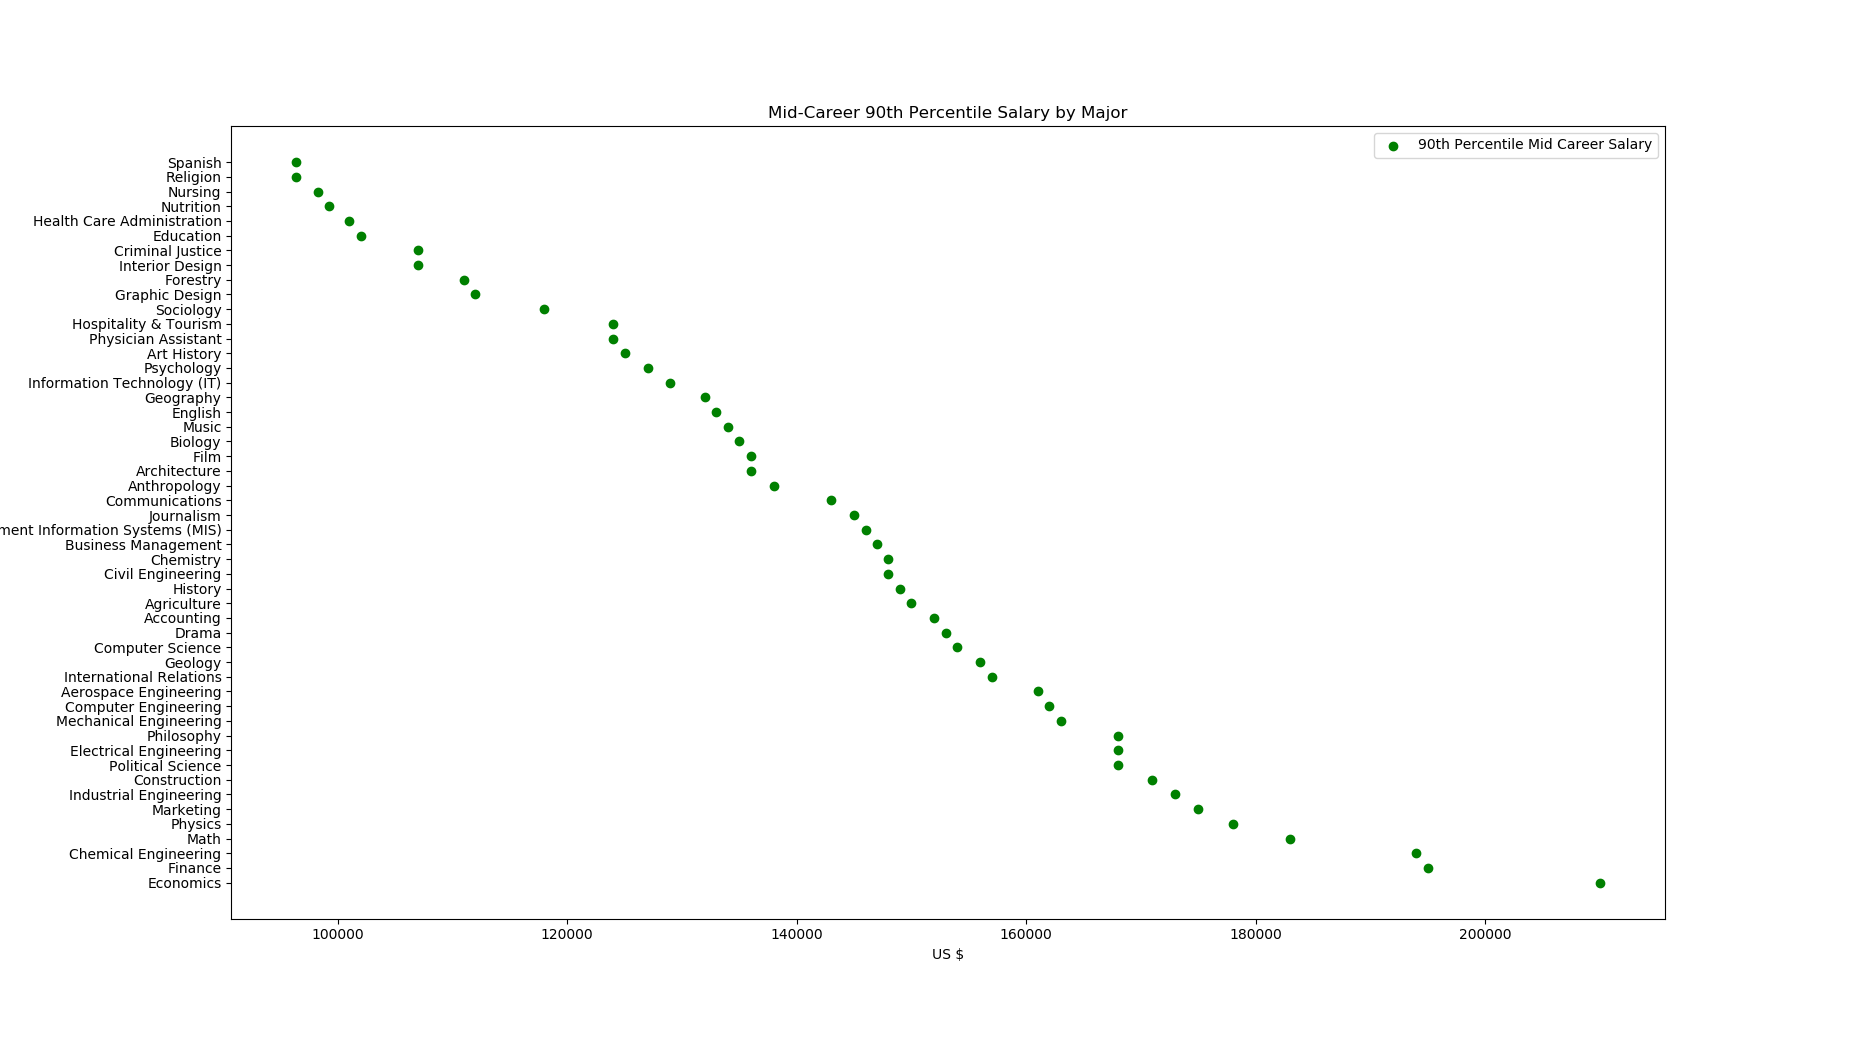 Mid-Career 90th Percentile Salary by Major
90th Percentile Mid Career Salary
Spanish
Religion
Nursing
Nutrition
Health Care Administration
Education
Criminal Justice
Interior Design
Forestry
Graphic Design
Sociology
Hospitality & Tourism
Physician Assistant
Art History
Psychology
Information Technology (IT)
Geography
English
Music
Biology
Film
Architecture
Anthropology
Communications
Journalism
ment Information Systems (MIS)
Business Management
Chemistry
Civil Engineering
History
Agriculture
Accounting
Drama
Computer Science
Geology
International Relations
Aerospace Engineering
Computer Engineering
Mechanical Engineering
Philosophy
Electrical Engineering
Political Science
Construction
Industrial Engineering
Marketing
Physics
Math
Chemical Engineering
Finance
Economics
100000 120000 140000 160000 180000 200000
US $